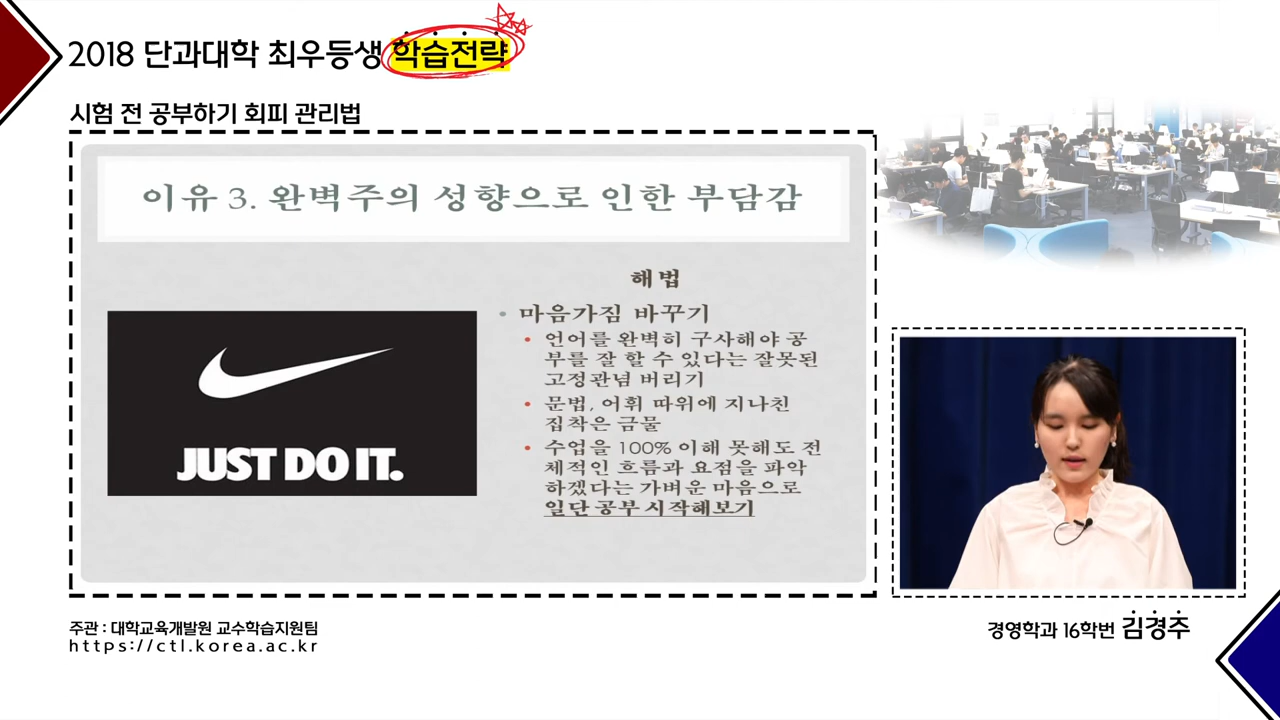 2018 단과대학 최우등생 학습전략
시험 전 공부하기 회피 관리법
이유 3. 완벽주의 성향으로 인한 부담감
해법
• 마음가짐 바꾸기
• 언어를 완벽히 구사해야 공
부를 잘 할 수 있다는 잘못된
고정관념 버리기
• 문법, 어휘 따위에 지나친
집착은 금물
• 수업을 100% 이해 못해도 전
체적인 흐름과 요점을 파악
하겠다는 가벼운 마음으로
일단 공부 시작해보기
JUST DO IT.
주관 : 대학교육개발원 교수학습지원팀
https://ctl.korea.ac.kr
경영학과 16학번 김경주